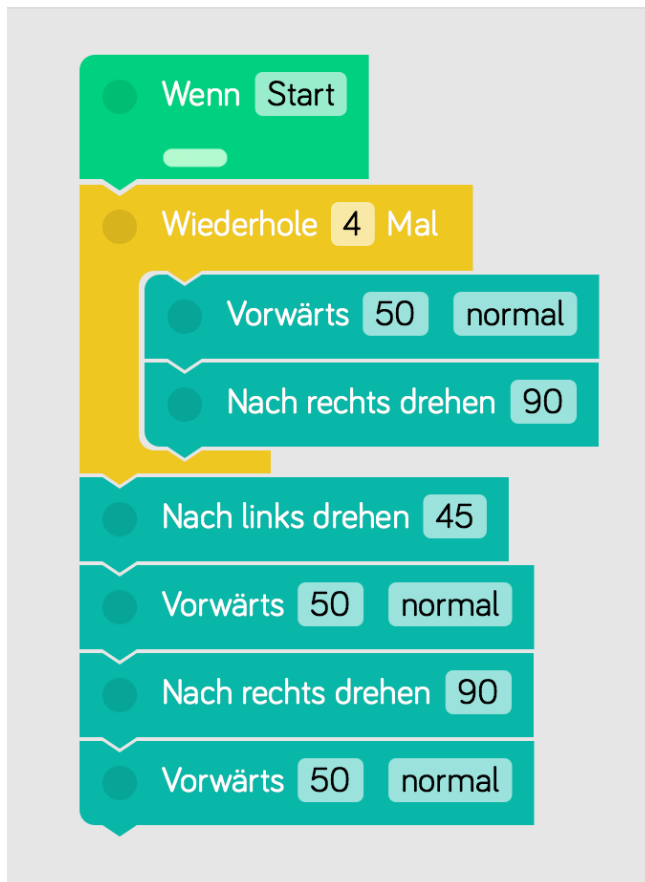 Wenn Start
Wiederhole 4 Mal
Vorwärts 50 normal
Nach rechts drehen 90
Nach links drehen 45
Vorwärts 50 normal
Nach rechts drehen 90
Vorwärts 50 normal